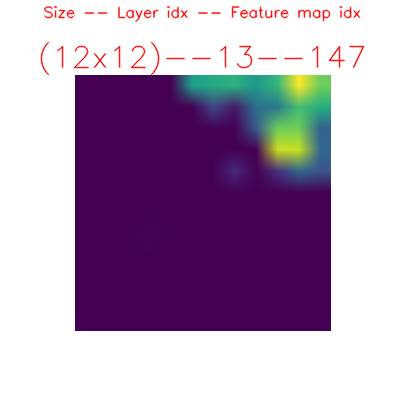 Size -- Layer idx -- Feature map idx
(12x12)--13--147